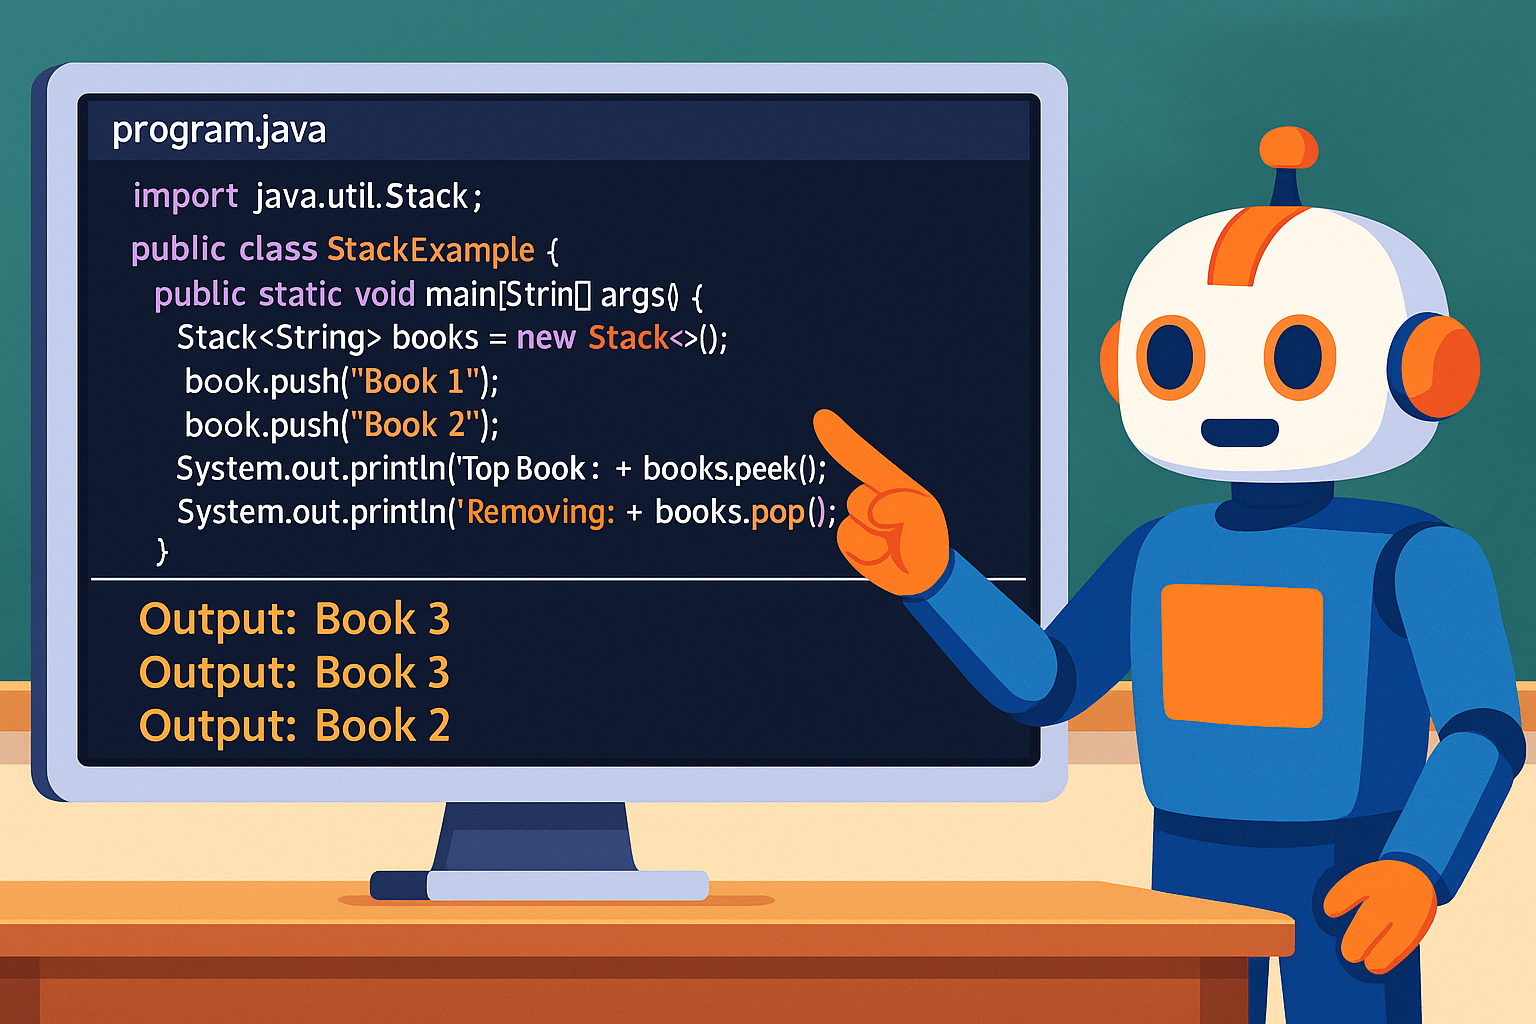 program.java
import java.util.Stack;
public class StackExample {
public static void main[Strin[] args() {
Stack<String> books = new Stack<>();
book.push("Book 1");
book.push("Book 2");
System.out.println('Top Book: + books.peek();
System.out.println('Removing: + books.pop();
}
Output: Book 3
Output: Book 3
Output: Book 2